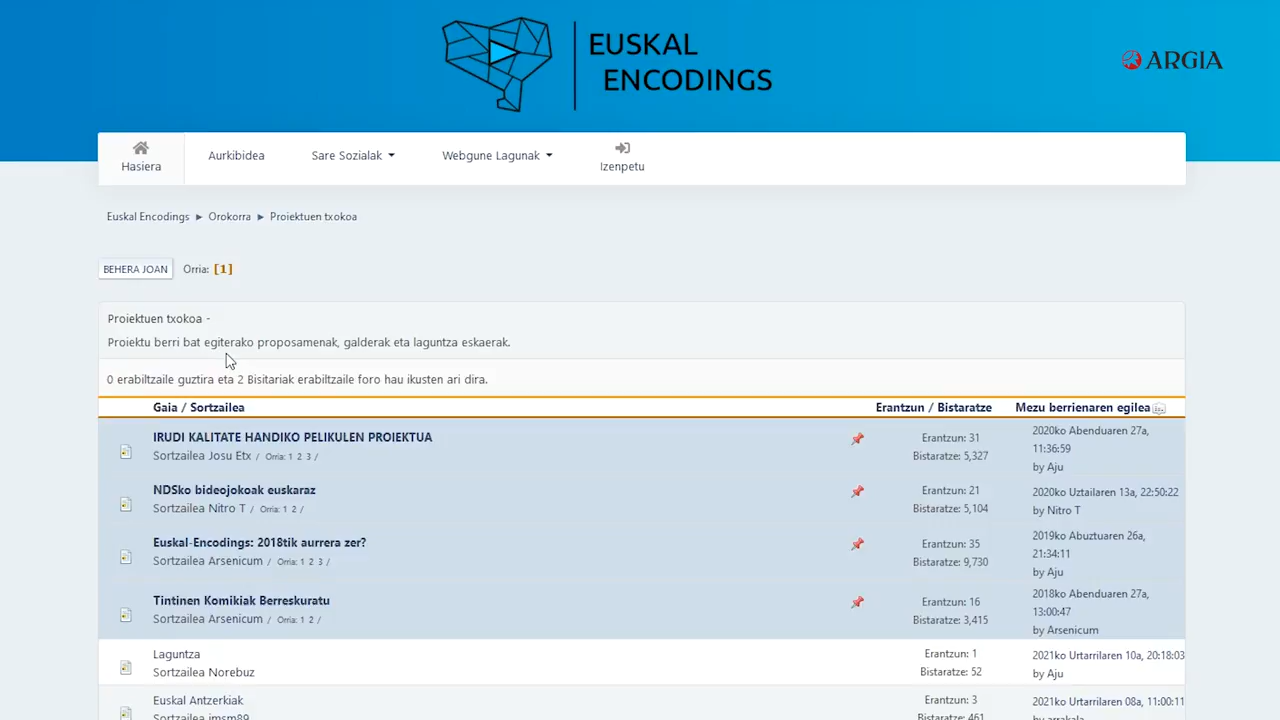 EUSKAL
ENCODINGS
ARGIA
Hasiera
Aurkibidea
Sare Sozialak
Webgune Lagunak
Izenpetu
Euskal Encodings ► Orokorra ► Proiektuen txokoa
BEHERA JOAN Orria: [1]
Proiektuen txokoa -
Proiektu berri bat egiterako proposamenak, galderak eta laguntza eskaerak.
0 erabiltzaile guztira eta 2 Bisitariak erabiltzaile foro hau ikusten ari dira.
Gaia / Sortzailea Erantzun / Bistaratze Mezu berrienaren egilea
IRUDI KALITATE HANDIKO PELIKULEN PROIEKTUA
Sortzailea Josu Etx / Orria: 1 2 3 /
Erantzun: 31
Bistaratze: 5,327
2020ko Abenduaren 27a,
11:36:59
by Aju
NDSko bideojokoak euskaraz
Sortzailea Nitro T / Orria: 1 2 /
Erantzun: 21
Bistaratze: 5,104
2020ko Uztailaren 13a, 22:50:22
by Nitro T
Euskal-Encodings: 2018tik aurrera zer?
Sortzailea Arsenicum / Orria: 1 2 3 /
Erantzun: 35
Bistaratze: 9,730
2019ko Abuztuaren 26a,
21:34:11
by Aju
Tintinen Komikiak Berreskuratu
Sortzailea Arsenicum / Orria: 1 2 /
Erantzun: 16
Bistaratze: 3,415
2018ko Abenduaren 27a,
13:00:47
by Arsenicum
Laguntza
Sortzailea Norebuz
Erantzun: 1
Bistaratze: 52
2021ko Urtarrilaren 10a, 20:18:03
by Aju
Euskal Antzerkiak
Sortzailea imsm89
Erantzun: 3
Bistaratze: 461
2021ko Urtarrilaren 08a, 11:00:11
by arrakala